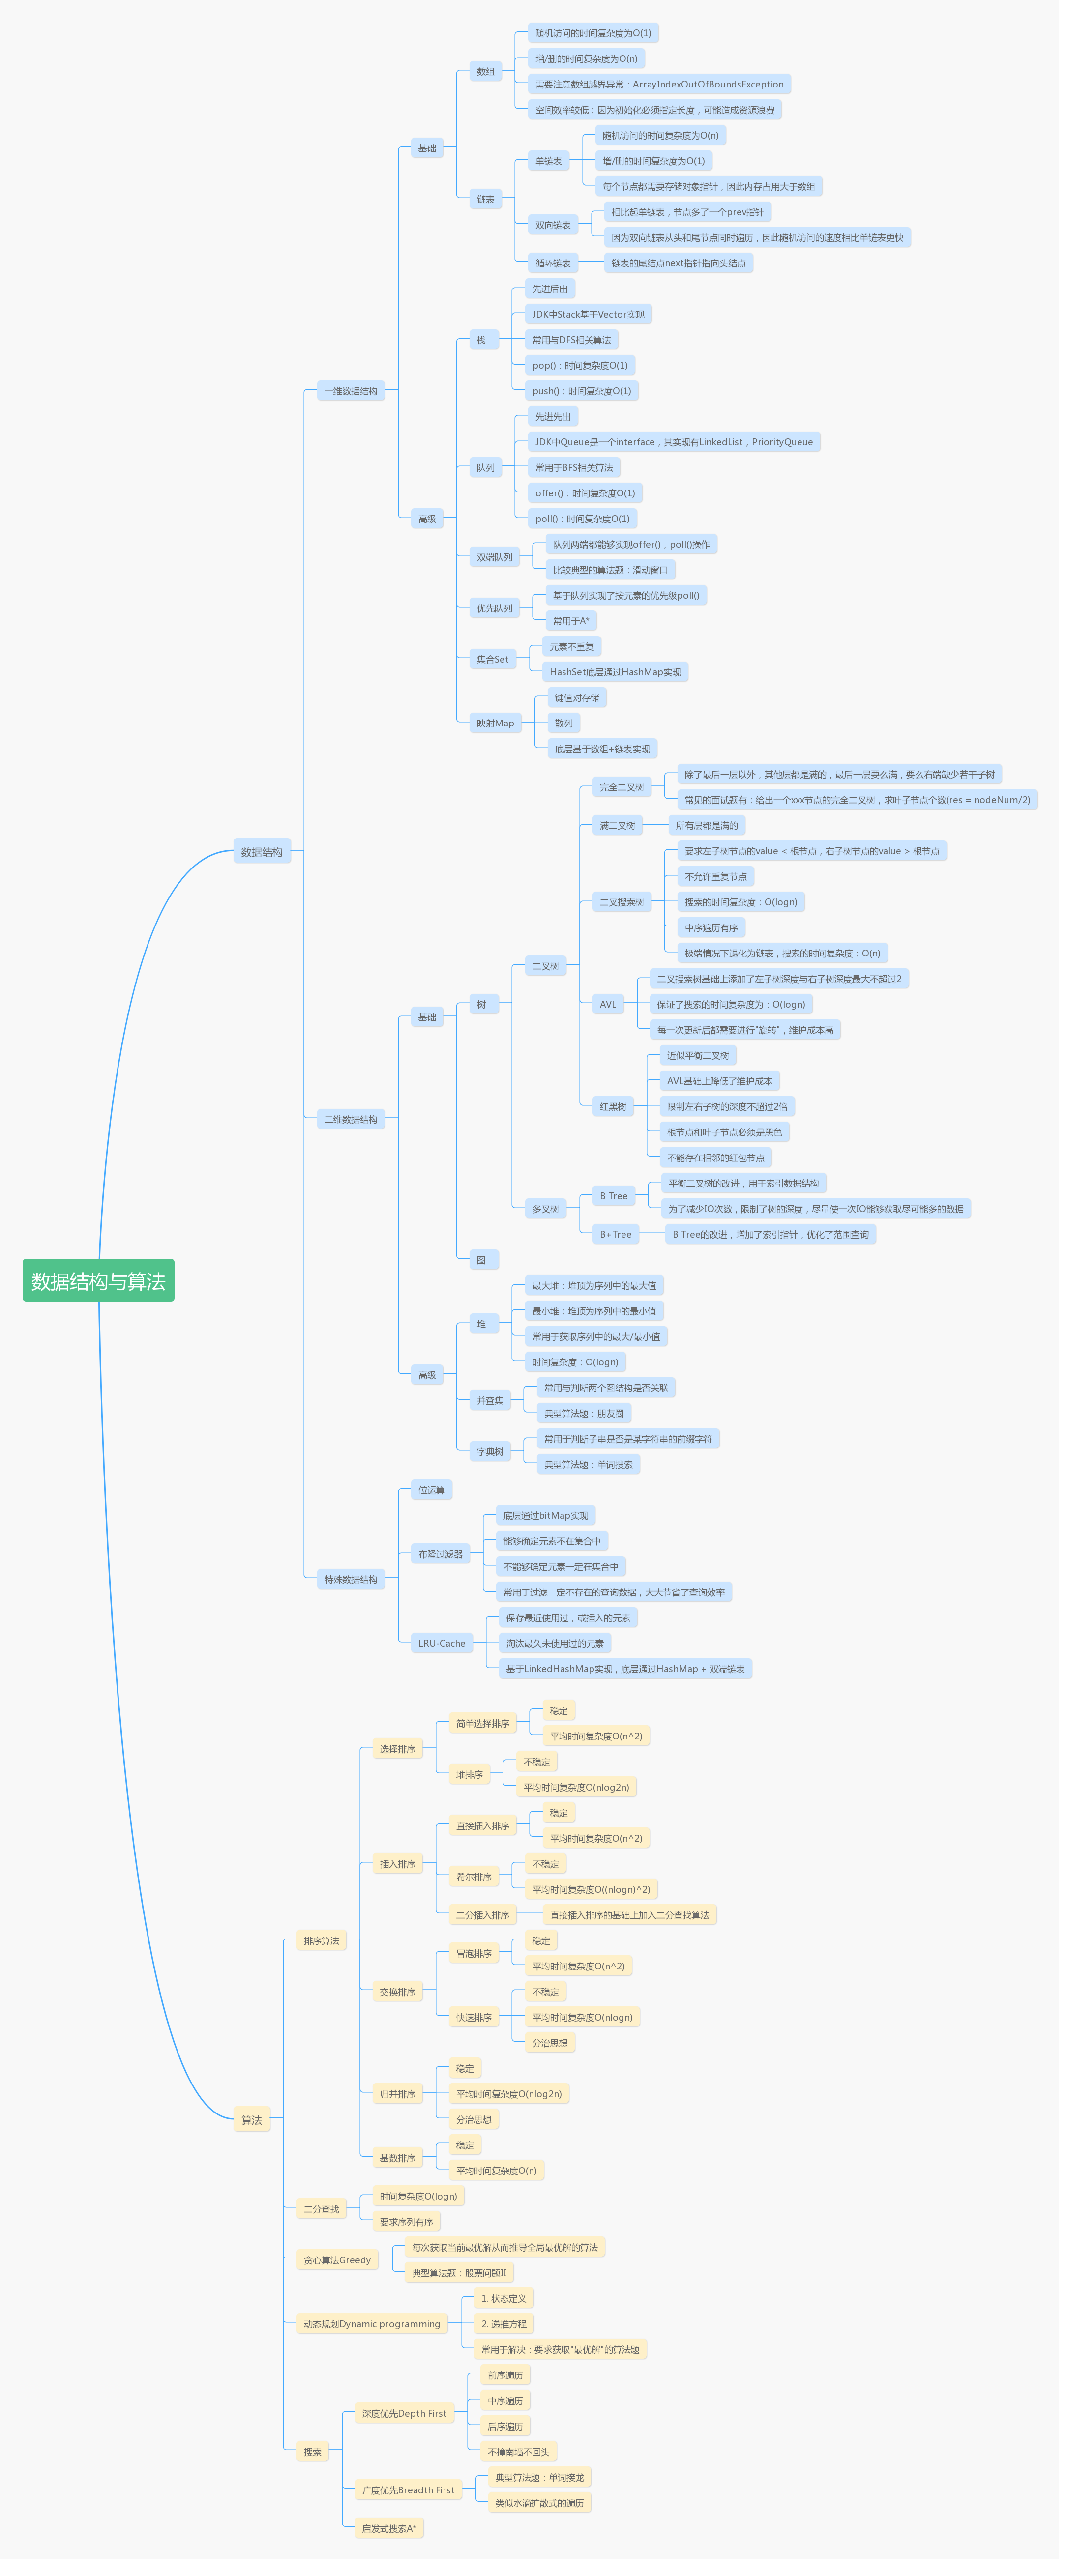 数据结构与算法
数据结构
一维数据结构
基础
数组
随机访问的时间复杂度为O(1)
增/删的时间复杂度为O(n)
需要注意数组越界异常：ArrayIndexOutOfBoundsException
空间效率较低：因为初始化必须指定长度，可能造成资源浪费
链表
单链表
随机访问的时间复杂度为O(n)
增/删的时间复杂度为O(1)
每个节点都需要存储对象指针，因此内存占用大于数组
双向链表
相比起单链表，节点多了一个prev指针
因为双向链表从头和尾节点同时遍历，因此随机访问的速度相比单链表更快
循环链表
链表的尾结点next指针指向头结点
高级
栈
先进后出
JDK中Stack基于Vector实现
常用与DFS相关算法
pop()：时间复杂度O(1)
push()：时间复杂度O(1)
队列
先进先出
JDK中Queue是一个interface，其实现有LinkedList，PriorityQueue
常用于BFS相关算法
offer()：时间复杂度O(1)
poll()：时间复杂度O(1)
双端队列
队列两端都能够实现offer()，poll()操作
比较典型的算法题：滑动窗口
优先队列
基于队列实现了按元素的优先级poll()
常用于A*
集合Set
元素不重复
HashSet底层通过HashMap实现
映射Map
键值对存储
散列
底层基于数组+链表实现
二维数据结构
基础
树
二叉树
完全二叉树
除了最后一层以外，其他层都是满的，最后一层要么满，要么右端缺少若干子树
常见的面试题有：给出一个xxx节点的完全二叉树，求叶子节点个数(res = nodeNum/2)
满二叉树
所有层都是满的
二叉搜索树
要求左子树节点的value < 根节点，右子树节点的value > 根节点
不允许重复节点
搜索的时间复杂度：O(logn)
中序遍历有序
极端情况下退化为链表，搜索的时间复杂度：O(n)
AVL
二叉搜索树基础上添加了左子树深度与右子树深度最大不超过2
保证了搜索的时间复杂度为：O(logn)
每一次更新后都需要进行"旋转"，维护成本高
红黑树
近似平衡二叉树
AVL基础上降低了维护成本
限制左右子树的深度不超过2倍
根节点和叶子节点必须是黑色
不能存在相邻的红包节点
多叉树
B Tree
平衡二叉树的改进，用于索引数据结构
为了减少IO次数，限制了树的深度，尽量使一次IO能够获取尽可能多的数据
B+Tree
B Tree的改进，增加了索引指针，优化了范围查询
图
高级
堆
最大堆：堆顶为序列中的最大值
最小堆：堆顶为序列中的最小值
常用于获取序列中的最大/最小值
时间复杂度：O(logn)
并查集
常用与判断两个图结构是否关联
典型算法题：朋友圈
字典树
常用于判断子串是否是某字符串的前缀字符
典型算法题：单词搜索
特殊数据结构
位运算
布隆过滤器
底层通过bitMap实现
能够确定元素不在集合中
不能够确定元素一定在集合中
常用于过滤一定不存在的查询数据，大大节省了查询效率
LRU-Cache
保存最近使用过，或插入的元素
淘汰最久未使用过的元素
基于LinkedHashMap实现，底层通过HashMap + 双端链表
算法
排序算法
选择排序
简单选择排序
稳定
平均时间复杂度O(n^2)
堆排序
不稳定
平均时间复杂度O(nlog2n)
插入排序
直接插入排序
稳定
平均时间复杂度O(n^2)
希尔排序
不稳定
平均时间复杂度O((nlogn)^2)
二分插入排序
直接插入排序的基础上加入二分查找算法
交换排序
冒泡排序
稳定
平均时间复杂度O(n^2)
快速排序
不稳定
平均时间复杂度O(nlogn)
分治思想
归并排序
稳定
平均时间复杂度O(nlog2n)
分治思想
基数排序
稳定
平均时间复杂度O(n)
二分查找
时间复杂度O(logn)
要求序列有序
贪心算法Greedy
每次获取当前最优解从而推导全局最优解的算法
典型算法题：股票问题II
动态规划Dynamic programming
1. 状态定义
2. 递推方程
常用于解决：要求获取"最优解"的算法题
搜索
深度优先Depth First
前序遍历
中序遍历
后序遍历
不撞南墙不回头
广度优先Breadth First
典型算法题：单词接龙
类似水滴扩散式的遍历
启发式搜索A*